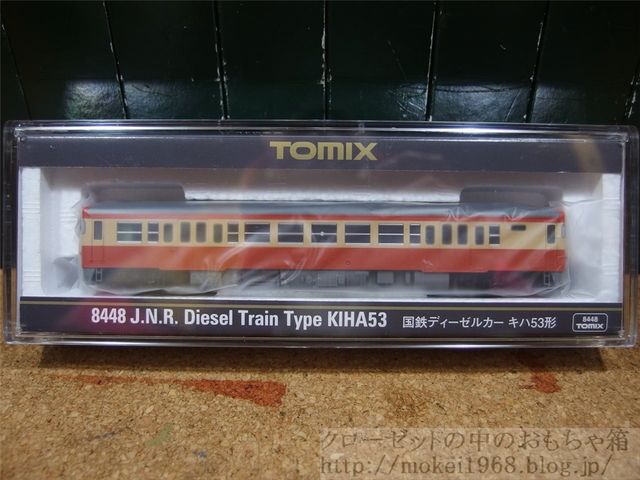 TOMIX
8448 J.N.R. Diesel Train Type KIHA53 国鉄ディーゼルカー キハ53形
8448
TOMIX
クローゼットの中のおもちゃ箱
http://mokei1968.blog.jp/